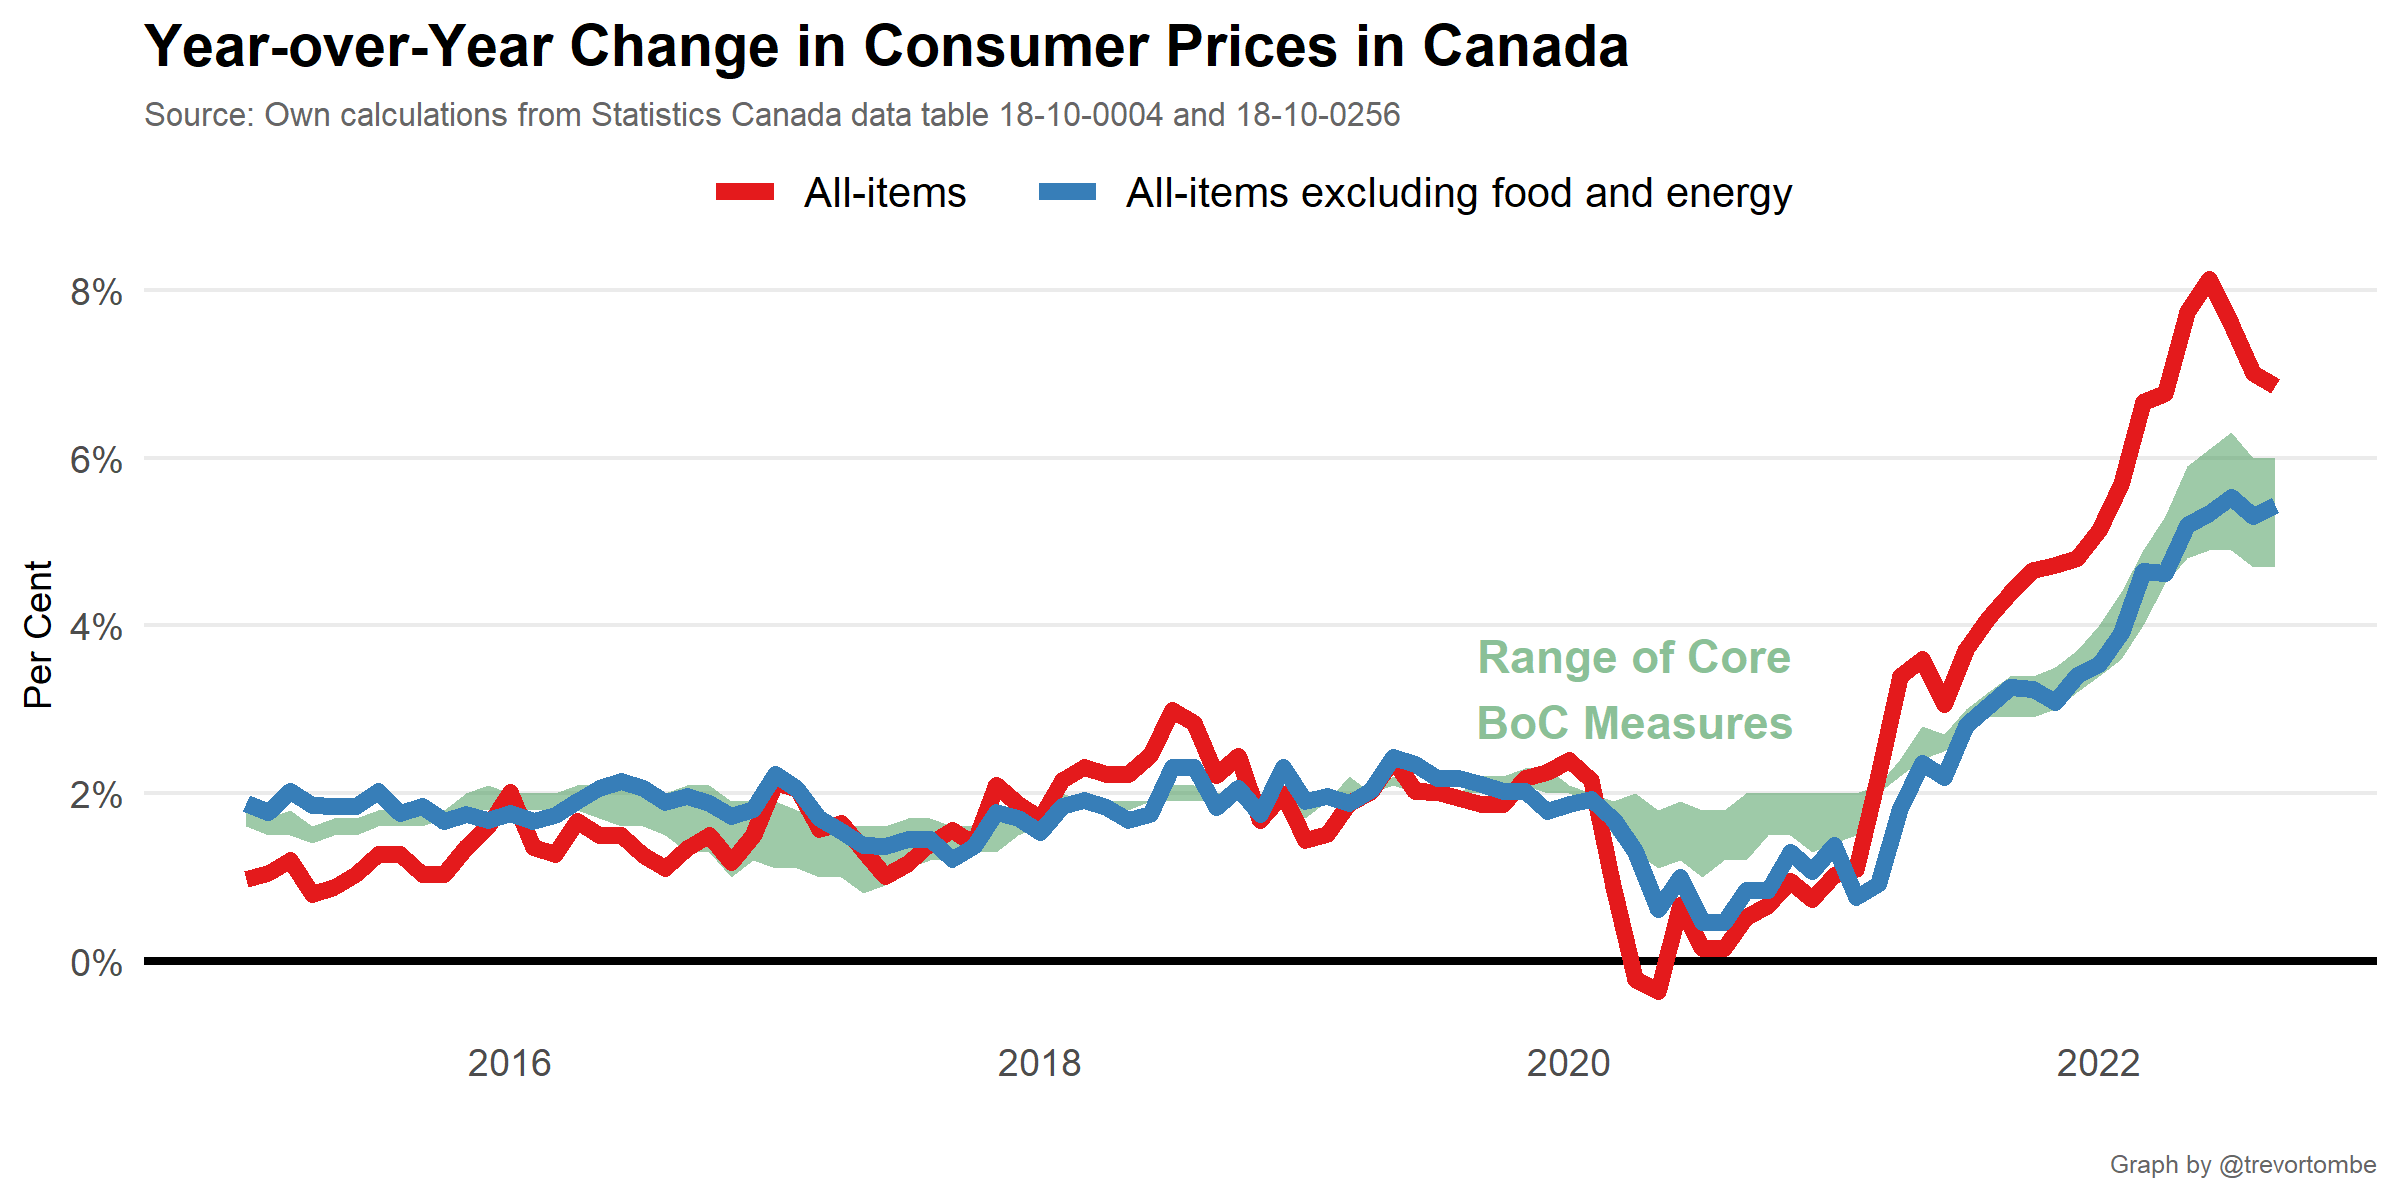 Year-over-Year Change in Consumer Prices in Canada
Source: Own calculations from Statistics Canada data table 18-10-0004 and 18-10-0256
All-items
All-items excluding food and energy
8%
6%
4%
2%
0%
Per Cent
Range of Core
BoC Measures
2016
2018
2020
2022
Graph by @trevortombe